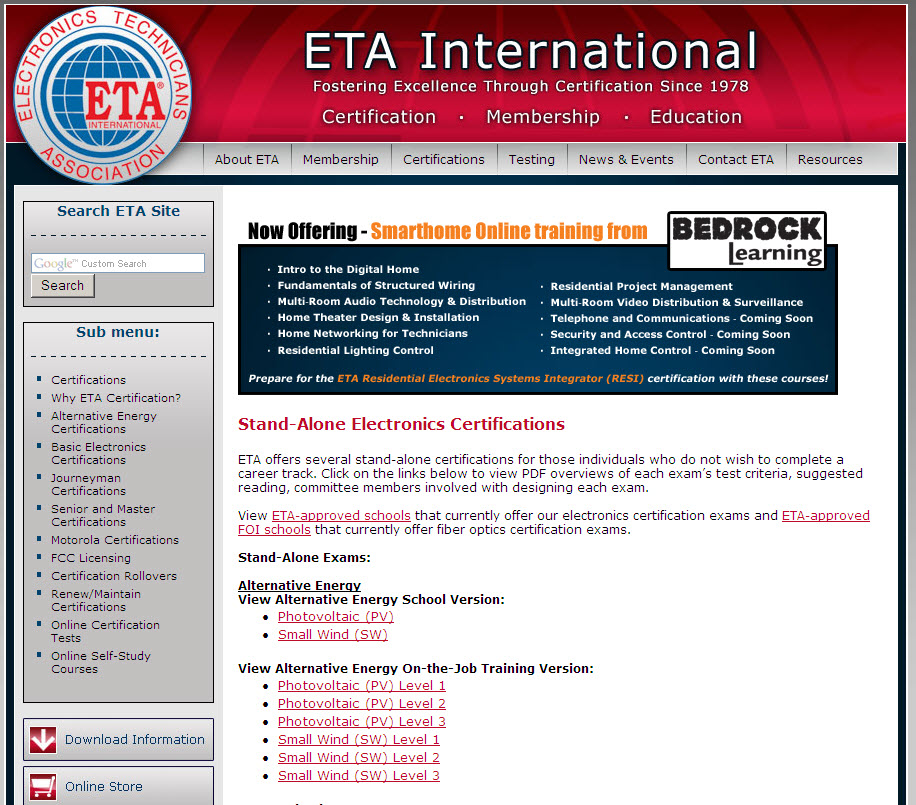 ELECTRONICS TECHNICIANS
ETA®
INTERNATIONAL
ASSOCIATION
ETA International
Fostering Excellence Through Certification Since 1978
Certification · Membership · Education
About ETA Membership Certifications Testing News & Events Contact ETA Resources
Search ETA Site
Google™ Custom Search
Search
Sub menu:
Certifications
Why ETA Certification?
Alternative Energy
Certifications
Basic Electronics
Certifications
Journeyman
Certifications
Senior and Master
Certifications
Motorola Certifications
FCC Licensing
Certification Rollovers
Renew/Maintain
Certifications
Online Certification
Tests
Online Self-Study
Courses
Download Information
Online Store
Now Offering - Smarthome Online training from
BEDROCK
Learning
· Intro to the Digital Home
· Fundamentals of Structured Wiring
· Multi-Room Audio Technology & Distribution
· Home Theater Design & Installation
· Home Networking for Technicians
· Residential Lighting Control
· Residential Project Management
· Multi-Room Video Distribution & Surveillance
· Telephone and Communications - Coming Soon
· Security and Access Control - Coming Soon
· Integrated Home Control - Coming Soon
Prepare for the ETA Residential Electronics Systems Integrator (RESI) certification with these courses!
Stand-Alone Electronics Certifications
ETA offers several stand-alone certifications for those individuals who do not wish to complete a
career track. Click on the links below to view PDF overviews of each exam's test criteria, suggested
reading, committee members involved with designing each exam.
View ETA-approved schools that currently offer our electronics certification exams and ETA-approved
FOI schools that currently offer fiber optics certification exams.
Stand-Alone Exams:
Alternative Energy
View Alternative Energy School Version:
• Photovoltaic (PV)
• Small Wind (SW)
View Alternative Energy On-the-Job Training Version:
• Photovoltaic (PV) Level 1
• Photovoltaic (PV) Level 2
• Photovoltaic (PV) Level 3
• Small Wind (SW) Level 1
• Small Wind (SW) Level 2
• Small Wind (SW) Level 3